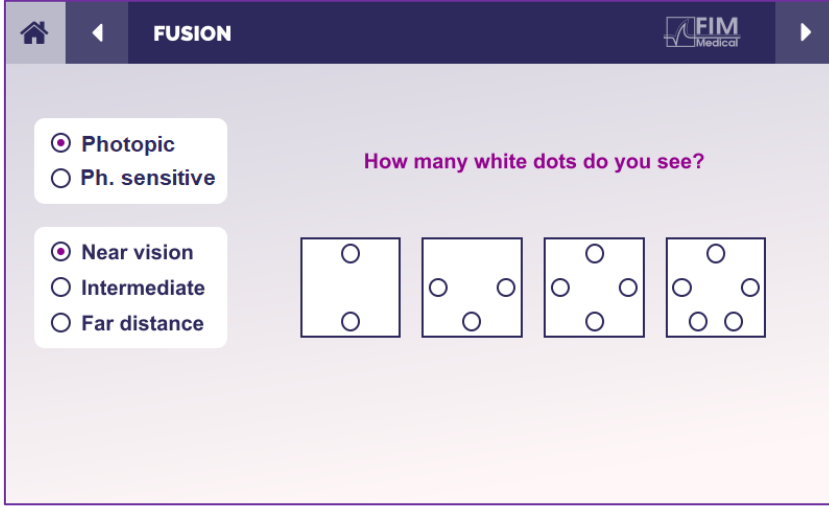 FUSION
FIM
Medical
Photopic
Ph. sensitive
How many white dots do you see?
Near vision
Intermediate
Far distance